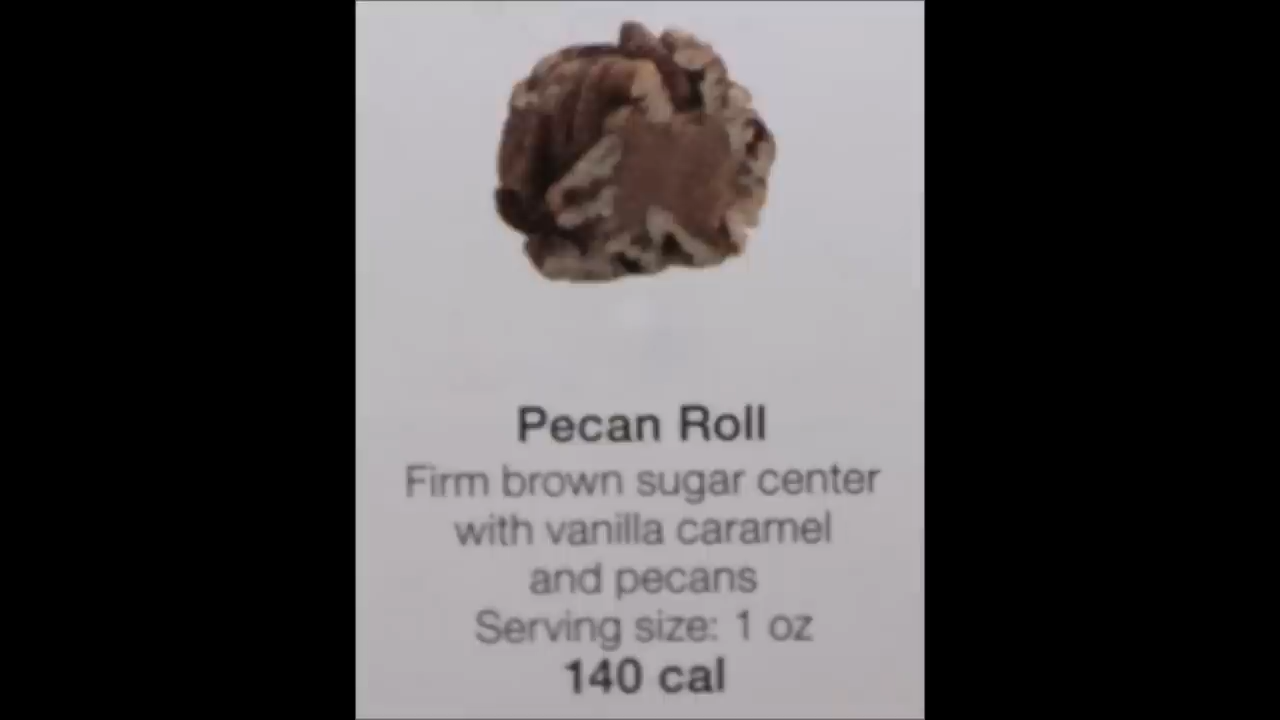 Pecan Roll
Firm brown sugar center
with vanilla caramel
and pecans
Serving size: 1 oz
140 cal